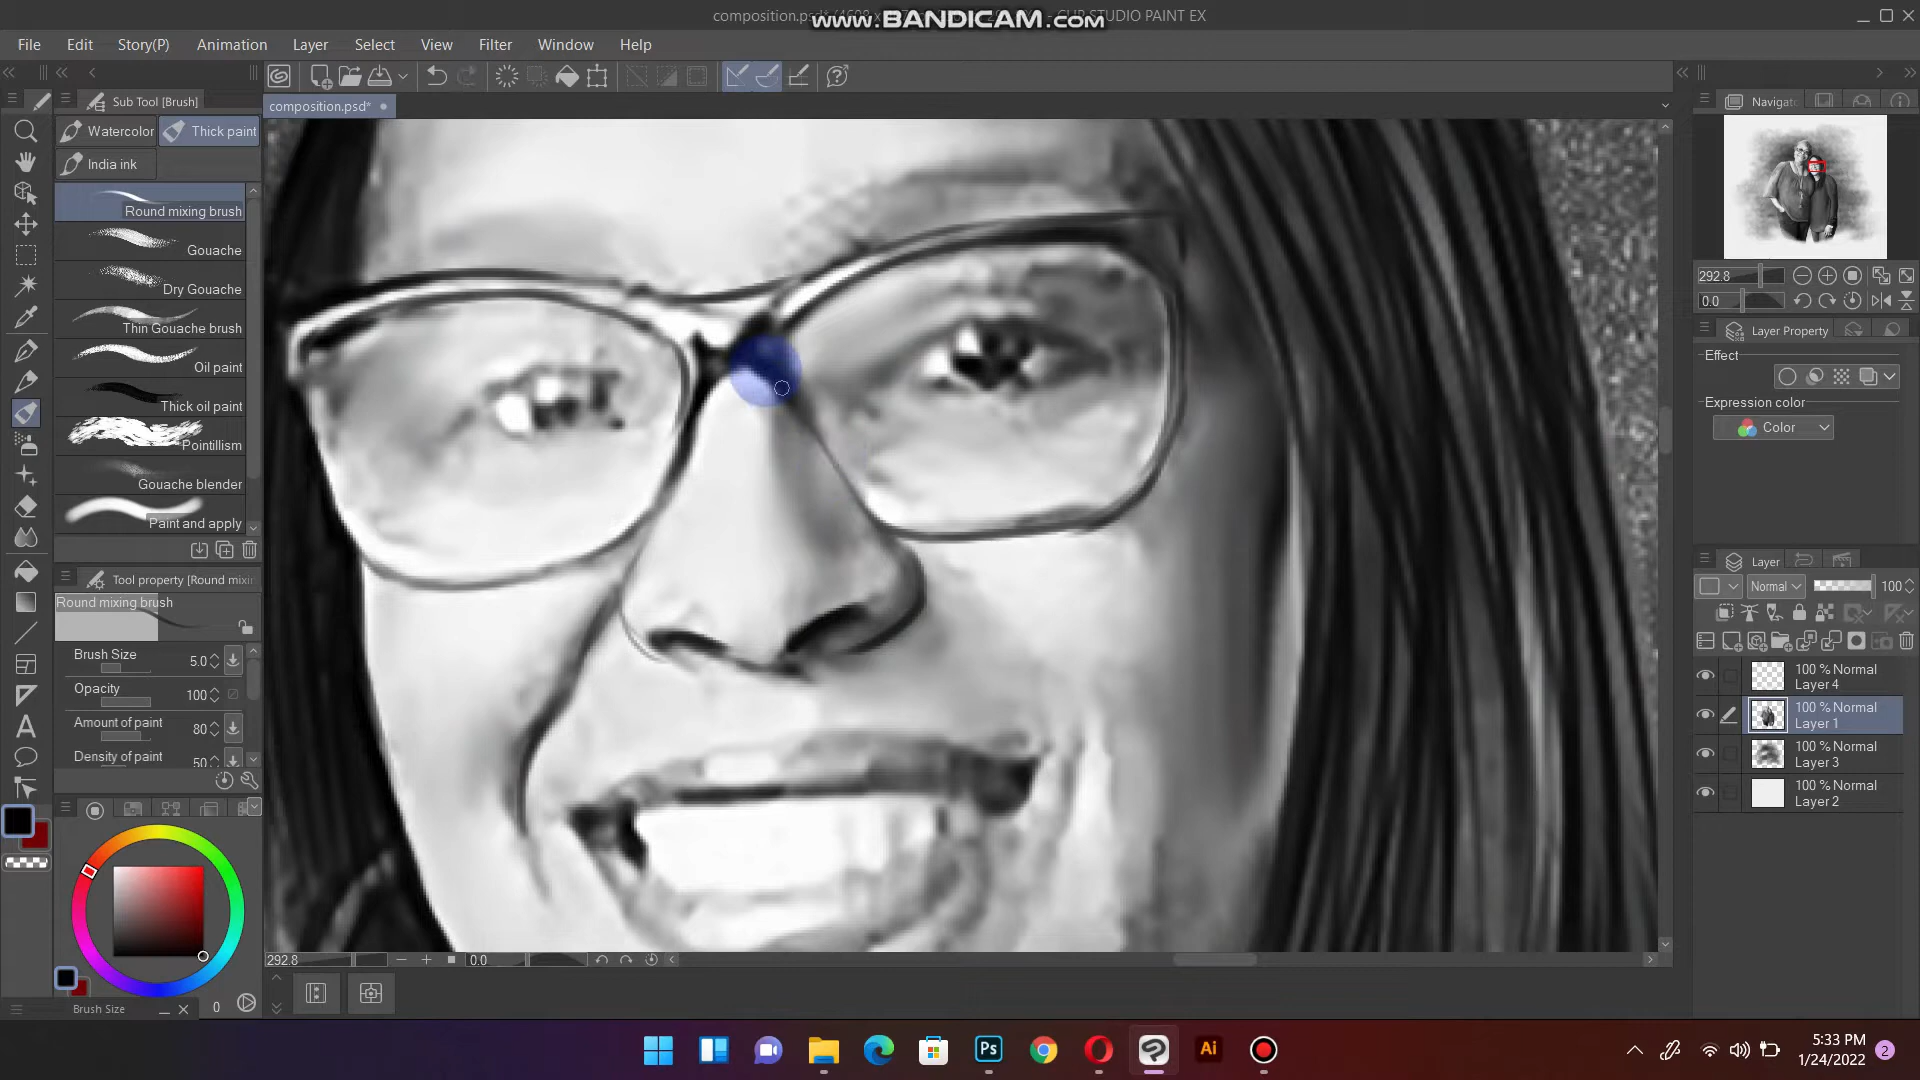 composition.psd* (4608 x
CLIP STUDIO PAINT EX
www.BANDICAM.com
File Edit Story(P) Animation Layer Select View Filter Window Help
Sub Tool [Brush]
composition.psd*
Navigator
Watercolor Thick paint
India ink
Round mixing brush
Gouache
Dry Gouache
Thin Gouache brush
Oil paint
Thick oil paint
Pointillism
Gouache blender
Paint and apply
Tool property [Round mixi
Round mixing brush
Brush Size 5.0
Opacity 100
Amount of paint 80
Density of paint 50
0
Brush Size
292.8 0.0
292.8
0.0
Layer Property
Effect
Expression color
Color
Layer
Normal 100
100 % Normal
Layer 4
100 % Normal
Layer 1
100 % Normal
Layer 3
100 % Normal
Layer 2
Ps
Ai
5:33 PM
1/24/2022
2